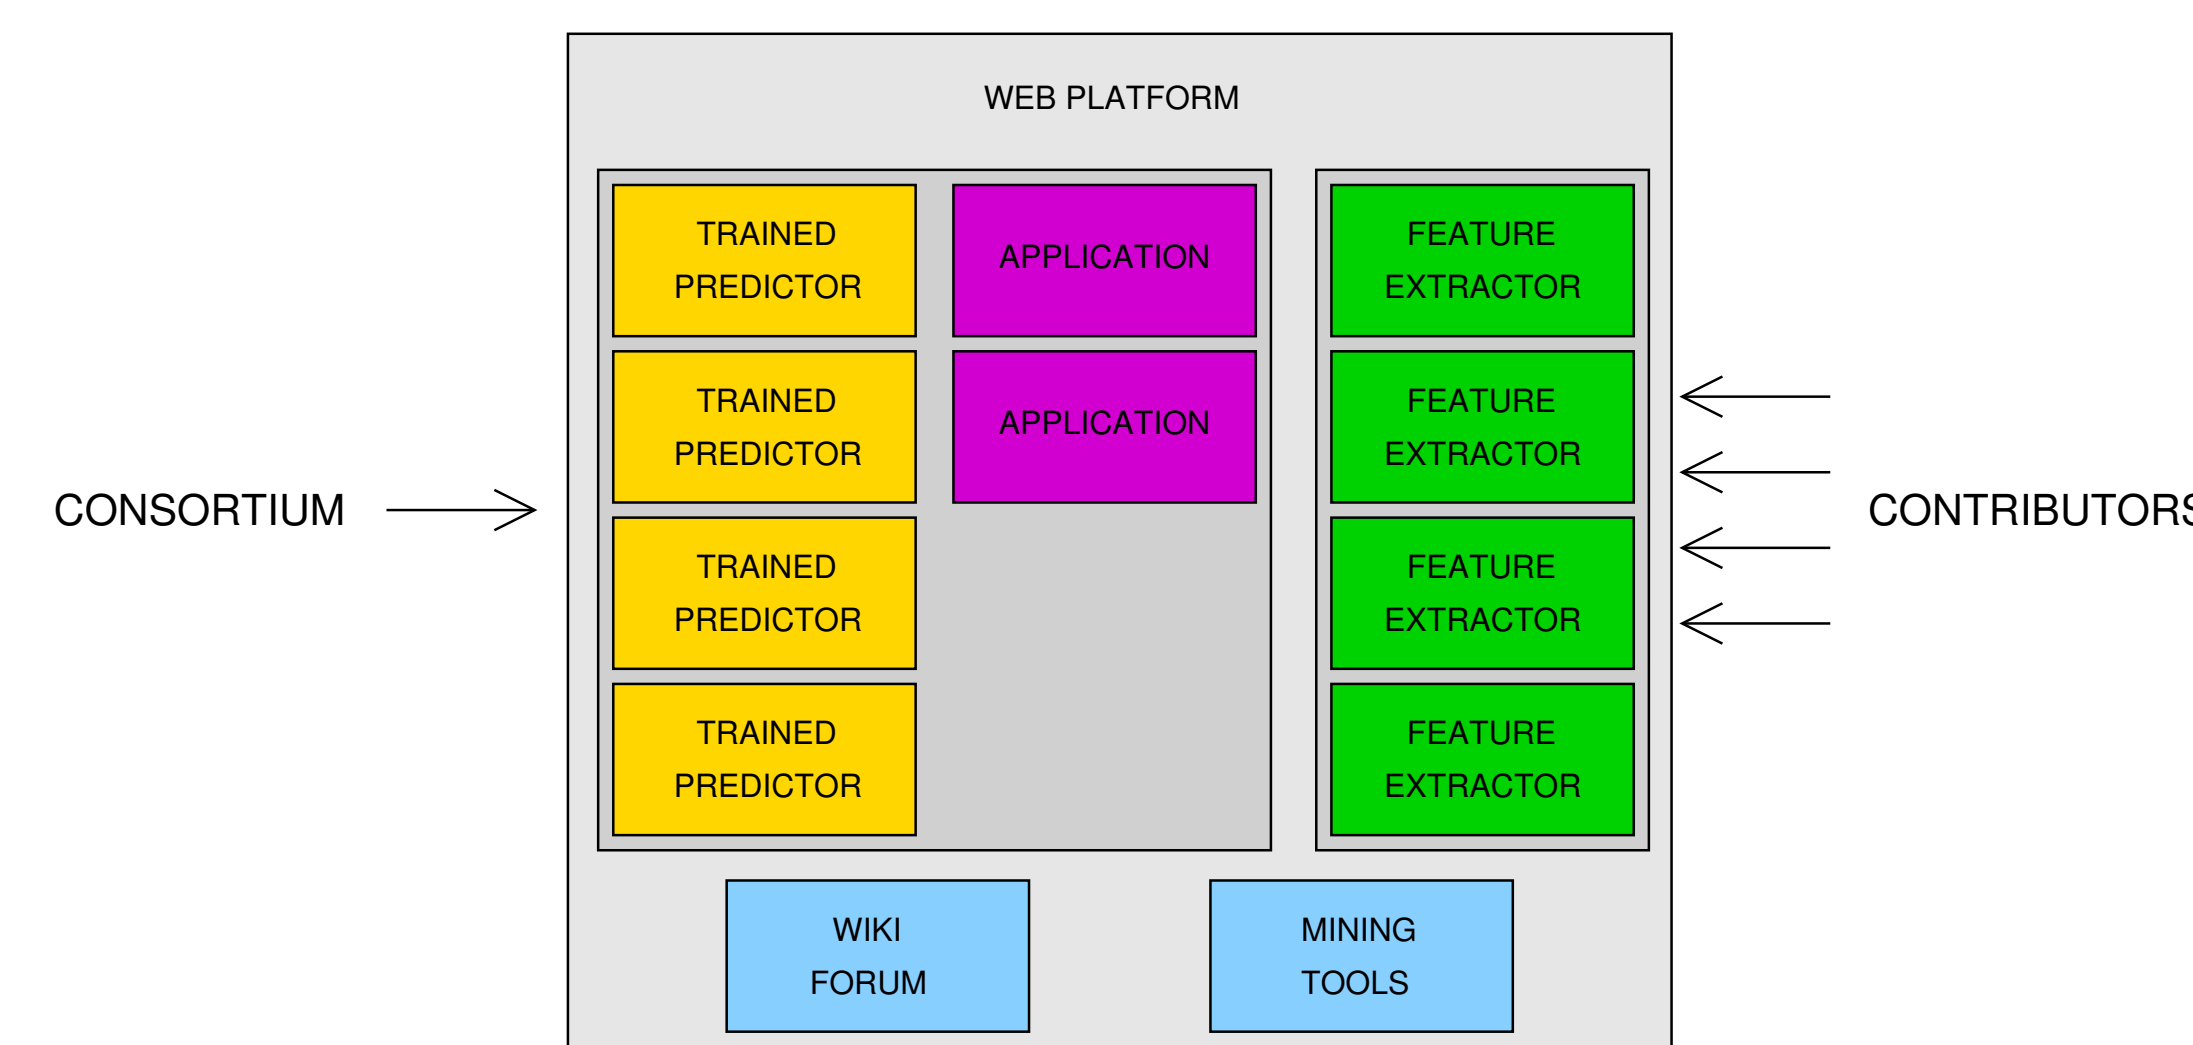 WEB PLATFORM
TRAINED
PREDICTOR
APPLICATION
FEATURE
EXTRACTOR
TRAINED
PREDICTOR
APPLICATION
FEATURE
EXTRACTOR
CONSORTIUM
CONTRIBUTORS
TRAINED
PREDICTOR
FEATURE
EXTRACTOR
TRAINED
PREDICTOR
FEATURE
EXTRACTOR
WIKI
FORUM
MINING
TOOLS